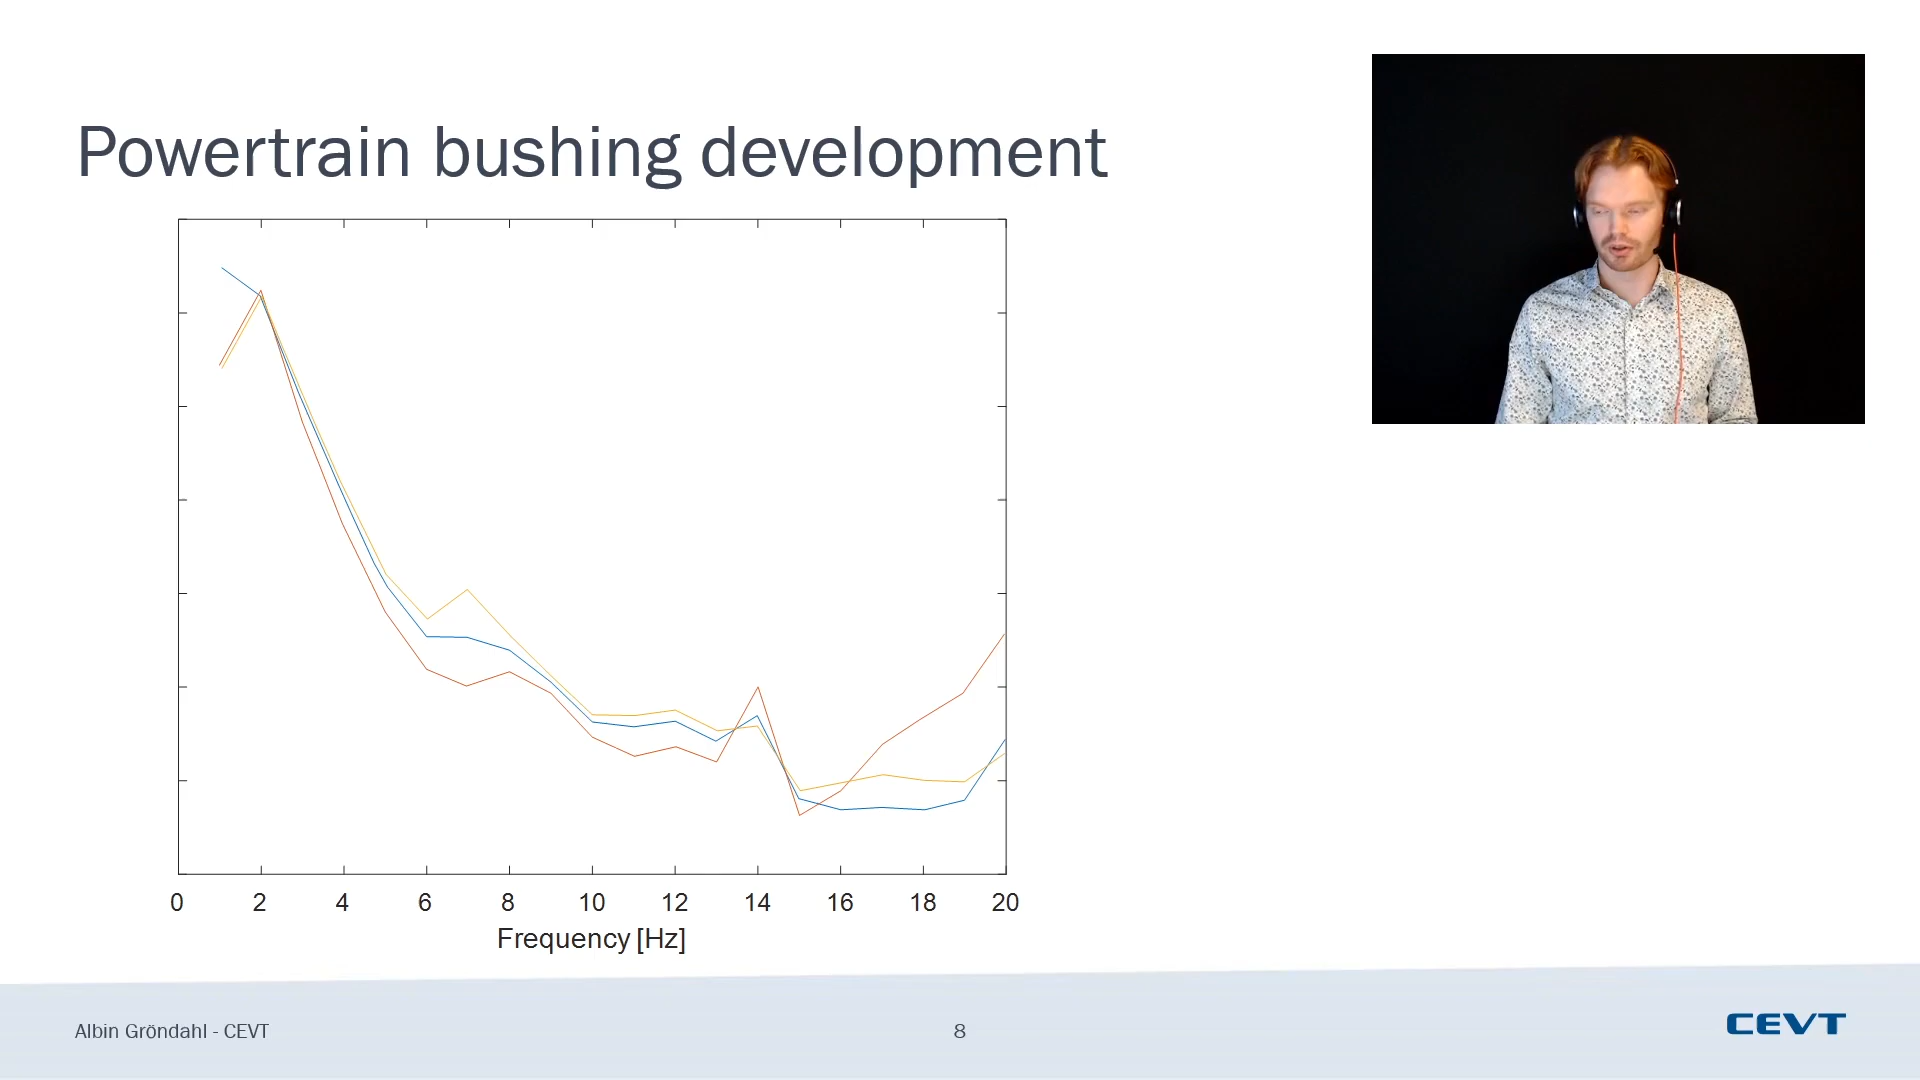 Powertrain bushing development
0 2 4 6 8 10 12 14 16 18 20
Frequency [Hz]
Albin Gröndahl - CEVT
8
CEVT